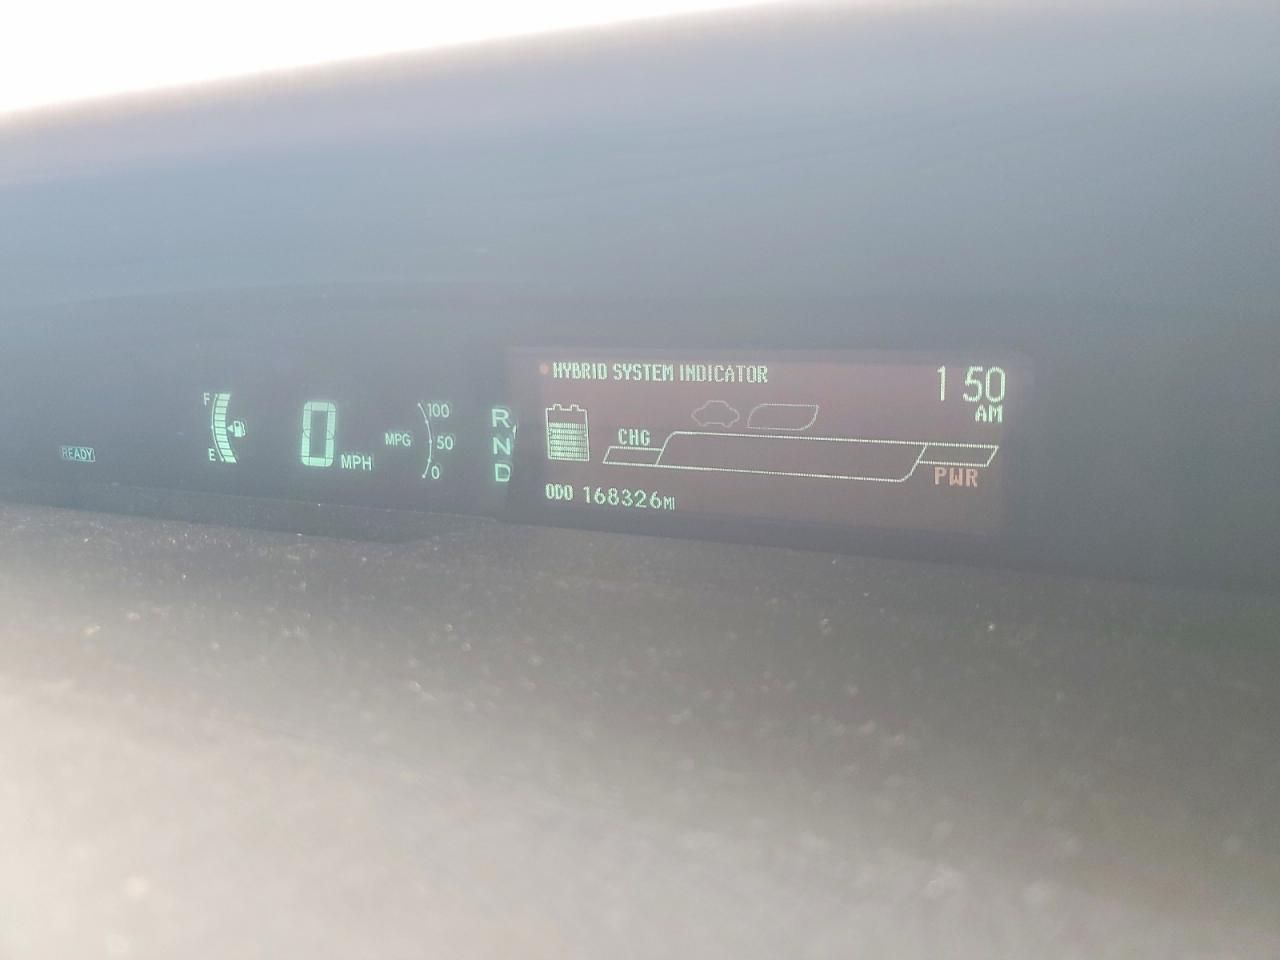 READY
F
E
0 MPH
MPG
100
50
0
R
N
D
HYBRID SYSTEM INDICATOR
1 50
AM
CHG
PWR
ODO 168326MI